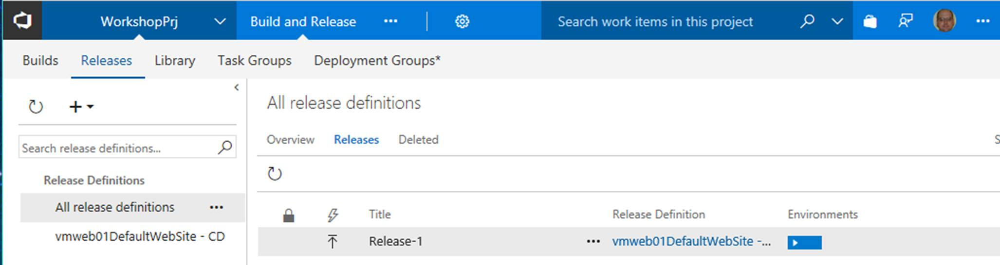 WorkshopPrj Build and Release ... Search work items in this project ...
Builds Releases Library Task Groups Deployment Groups*
All release definitions
Overview Releases Deleted S
Search release definitions...
Release Definitions
All release definitions ...
vmweb01DefaultWebSite - CD
Title Release Definition Environments
Release-1 ... vmweb01DefaultWebSite -...